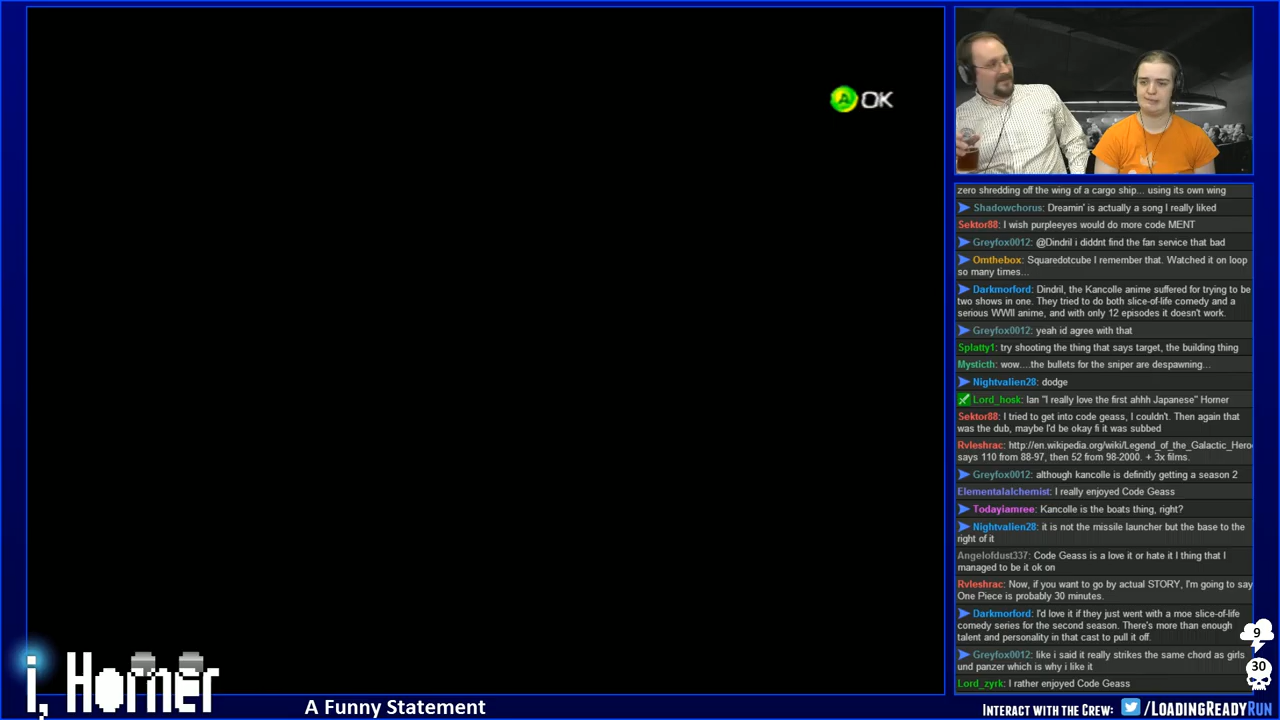 A OK
zero shredding off the wing of a cargo ship... using its own wing
Shadowchorus: Dreamin' is actually a song I really liked
Sektor88: I wish purpleeyes would do more code MENT
Greyfox0012: @Dindril i diddnt find the fan service that bad
Omthebox: Squaredotcube I remember that. Watched it on loop
so many times...
Darkmorford: Dindril, the Kancolle anime suffered for trying to be
two shows in one. They tried to do both slice-of-life comedy and a
serious WWII anime, and with only 12 episodes it doesn't work.
Greyfox0012: yeah id agree with that
Splatty1: try shooting the thing that says target, the building thing
Mysticth: wow....the bullets for the sniper are despawning...
Nightvalien28: dodge
Lord_hosk: Ian "I really love the first ahhh Japanese" Horner
Sektor88: I tried to get into code geass, I couldn't. Then again that
was the dub, maybe I'd be okay fi it was subbed
Rvleshrac: http://en.wikipedia.org/wiki/Legend_of_the_Galactic_Hero
says 110 from 88-97, then 52 from 98-2000. + 3x films.
Greyfox0012: although kancolle is definitly getting a season 2
Elementalalchemist: I really enjoyed Code Geass
Todayiamree: Kancolle is the boats thing, right?
Nightvalien28: it is not the missile launcher but the base to the
right of it
Angelofdust337: Code Geass is a love it or hate it I thing that I
managed to be it ok on
Rvleshrac: Now, if you want to go by actual STORY, I'm going to say
One Piece is probably 30 minutes.
Darkmorford: I'd love it if they just went with a moe slice-of-life
comedy series for the second season. There's more than enough
talent and personality in that cast to pull it off.
Greyfox0012: like i said it really strikes the same chord as girls
und panzer which is why i like it
Lord_zyrk: I rather enjoyed Code Geass
9
30
i, Horner
A Funny Statement
INTERACT WITH THE CREW: /LOADINGREADYRUN